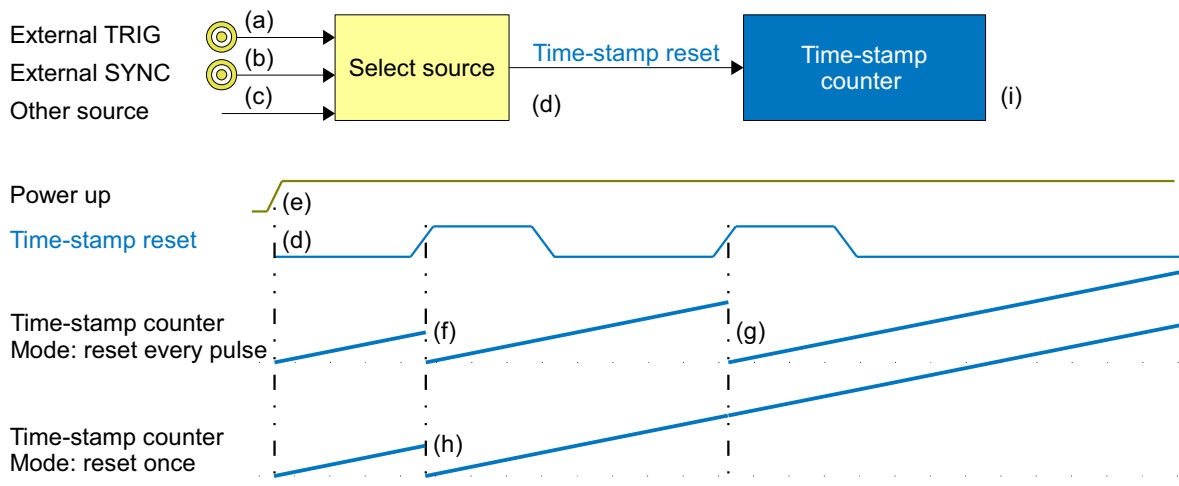 External TRIG
(a)
External SYNC
(b)
Other source
(c)
Select source
Time-stamp reset
(d)
Time-stamp
counter
(i)
Power up
(e)
Time-stamp reset
(d)
Time-stamp counter
Mode: reset every pulse
(f)
(g)
Time-stamp counter
Mode: reset once
(h)